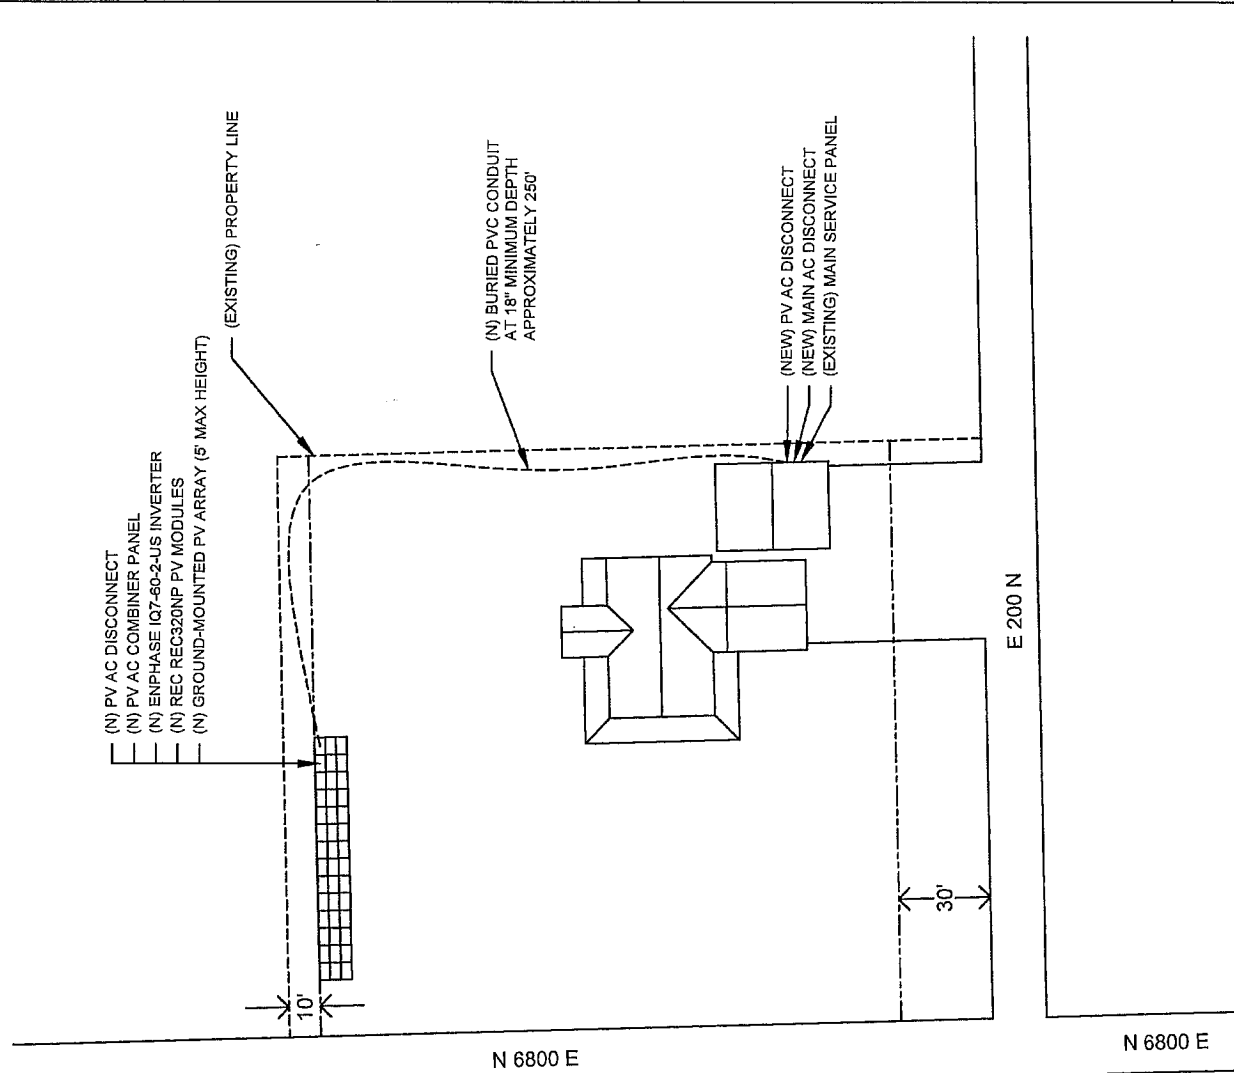 (N) PV AC DISCONNECT
(N) PV AC COMBINER PANEL
(N) ENPHASE IQ7-60-2-US INVERTER
(N) REC REC320NP PV MODULES
(N) GROUND-MOUNTED PV ARRAY (5' MAX HEIGHT)
(EXISTING) PROPERTY LINE
(N) BURIED PVC CONDUIT
AT 18" MINIMUM DEPTH
APPROXIMATELY 250'
(NEW) PV AC DISCONNECT
(NEW) MAIN AC DISCONNECT
(EXISTING) MAIN SERVICE PANEL
E 200 N
30'
10'
N 6800 E
N 6800 E